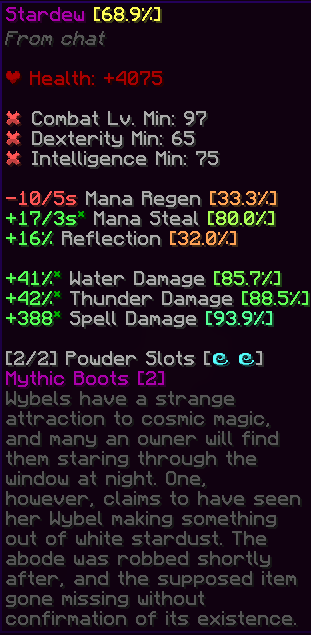 Stardew [68.9%]
From chat
❤ Health: +4075
✖ Combat Lv. Min: 97
✖ Dexterity Min: 65
✖ Intelligence Min: 75
-10/5s Mana Regen [33.3%]
+17/3s* Mana Steal [80.0%]
+16% Reflection [32.0%]
+41%* Water Damage [85.7%]
+42%* Thunder Damage [88.5%]
+388* Spell Damage [93.9%]
[2/2] Powder Slots [❉ ❉]
Mythic Boots [2]
Wybels have a strange
attraction to cosmic magic,
and many an owner will find
them staring through the
window at night. One,
however, claims to have seen
her Wybel making something
out of white stardust. The
abode was robbed shortly
after, and the supposed item
gone missing without
confirmation of its existence.